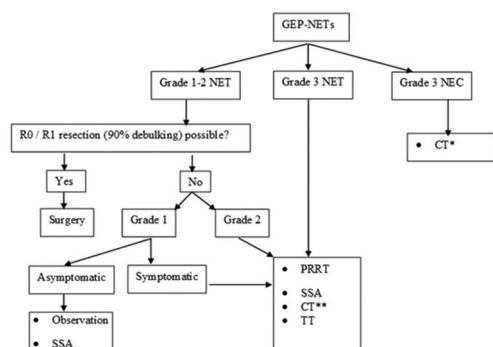 GEP-NETs
Grade 1-2 NET
Grade 3 NET
Grade 3 NEC
R0 / R1 resection (90% debulking) possible?
• CT*
Yes
No
Surgery
Grade 1
Grade 2
Asymptomatic
Symptomatic
• PRRT
• SSA
• CT**
• TT
• Observation
• SSA